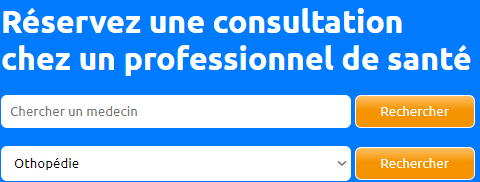 Réservez une consultation
chez un professionnel de santé
Chercher un medecin
Rechercher
Othopédie
Rechercher